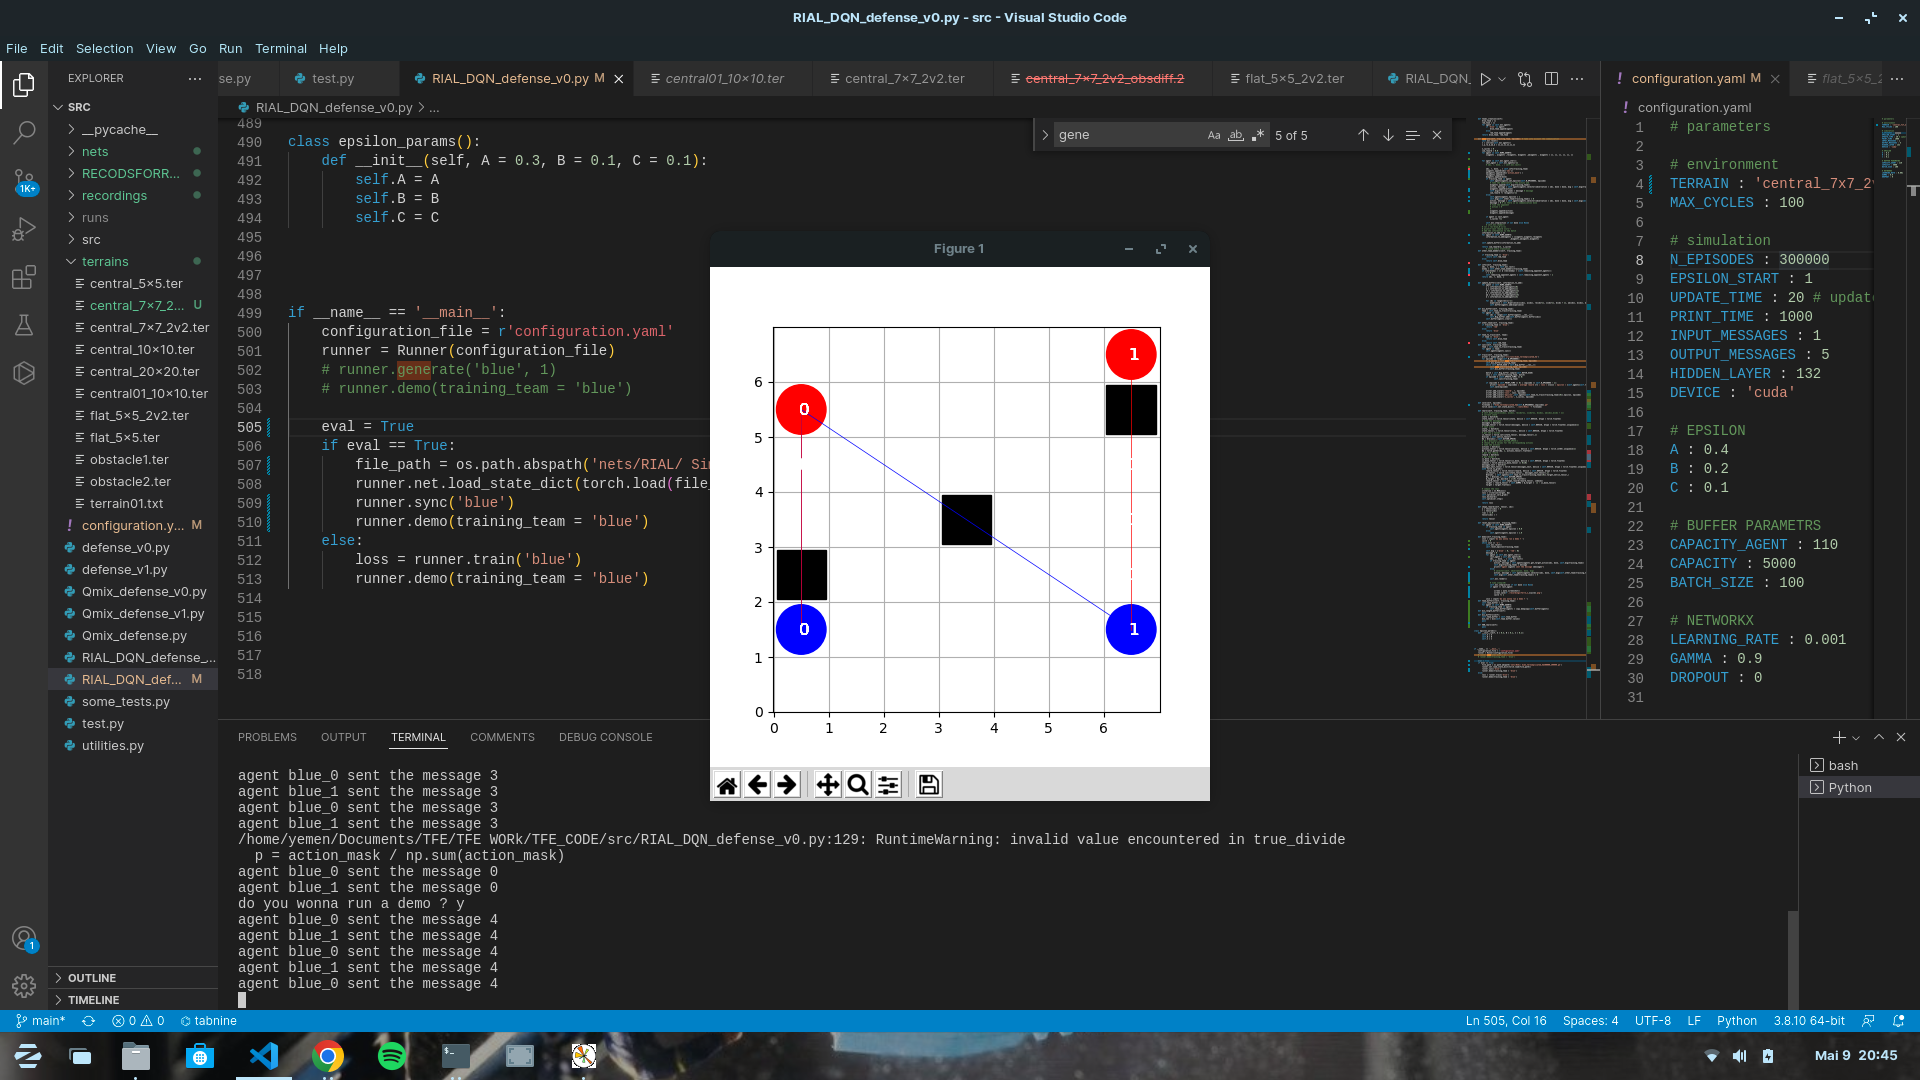 RIAL_DQN_defense_v0.py - src - Visual Studio Code
File Edit Selection View Go Run Terminal Help
EXPLORER
SRC
__pycache__
nets
RECODSFORR...
recordings
runs
src
terrains
central_5×5.ter
central_7×7_2... U
central_7×7_2v2.ter
central_10×10.ter
central_20×20.ter
central01_10×10.ter
flat_5×5_2v2.ter
flat_5×5.ter
obstacle1.ter
obstacle2.ter
terrain01.txt
configuration.y... M
defense_v0.py
defense_v1.py
Qmix_defense_v0.py
Qmix_defense_v1.py
Qmix_defense.py
RIAL_DQN_defense_...
RIAL_DQN_def... M
some_tests.py
test.py
utilities.py
OUTLINE
TIMELINE
1K+
1
se.py test.py RIAL_DQN_defense_v0.py M central01_10×10.ter central_7×7_2v2.ter central_7×7_2v2_obsdiff.2 flat_5×5_2v2.ter RIAL_DQN_
RIAL_DQN_defense_v0.py > ...
gene Aa ab 5 of 5
489
490 class epsilon_params():
491 def __init__(self, A = 0.3, B = 0.1, C = 0.1):
492 self.A = A
493 self.B = B
494 self.C = C
495
496
497
498
499 if __name__ == '__main__':
500 configuration_file = r'configuration.yaml'
501 runner = Runner(configuration_file)
502 # runner.generate('blue', 1)
503 # runner.demo(training_team = 'blue')
504
505 eval = True
506 if eval == True:
507 file_path = os.path.abspath('nets/RIAL/ Si
508 runner.net.load_state_dict(torch.load(file_
509 runner.sync('blue')
510 runner.demo(training_team = 'blue')
511 else:
512 loss = runner.train('blue')
513 runner.demo(training_team = 'blue')
514
515
516
517
518
Figure 1
1
0
0
1
6
5
4
3
2
1
0
0 1 2 3 4 5 6
configuration.yaml M flat_5×5_2
configuration.yaml
1 # parameters
2
3 # environment
4 TERRAIN : 'central_7x7_2v
5 MAX_CYCLES : 100
6
7 # simulation
8 N_EPISODES : 300000
9 EPSILON_START : 1
10 UPDATE_TIME : 20 # updat
11 PRINT_TIME : 1000
12 INPUT_MESSAGES : 1
13 OUTPUT_MESSAGES : 5
14 HIDDEN_LAYER : 132
15 DEVICE : 'cuda'
16
17 # EPSILON
18 A : 0.4
19 B : 0.2
20 C : 0.1
21
22 # BUFFER PARAMETRS
23 CAPACITY_AGENT : 110
24 CAPACITY : 5000
25 BATCH_SIZE : 100
26
27 # NETWORKX
28 LEARNING_RATE : 0.001
29 GAMMA : 0.9
30 DROPOUT : 0
31
PROBLEMS OUTPUT TERMINAL COMMENTS DEBUG CONSOLE
agent blue_0 sent the message 3
agent blue_1 sent the message 3
agent blue_0 sent the message 3
agent blue_1 sent the message 3
/home/yemen/Documents/TFE/TFE WORk/TFE_CODE/src/RIAL_DQN_defense_v0.py:129: RuntimeWarning: invalid value encountered in true_divide
p = action_mask / np.sum(action_mask)
agent blue_0 sent the message 0
agent blue_1 sent the message 0
do you wonna run a demo ? y
agent blue_0 sent the message 4
agent blue_1 sent the message 4
agent blue_0 sent the message 4
agent blue_1 sent the message 4
agent blue_0 sent the message 4
bash
Python
main* 0 0 tabnine Ln 505, Col 16 Spaces: 4 UTF-8 LF Python 3.8.10 64-bit
Mai 9 20:45